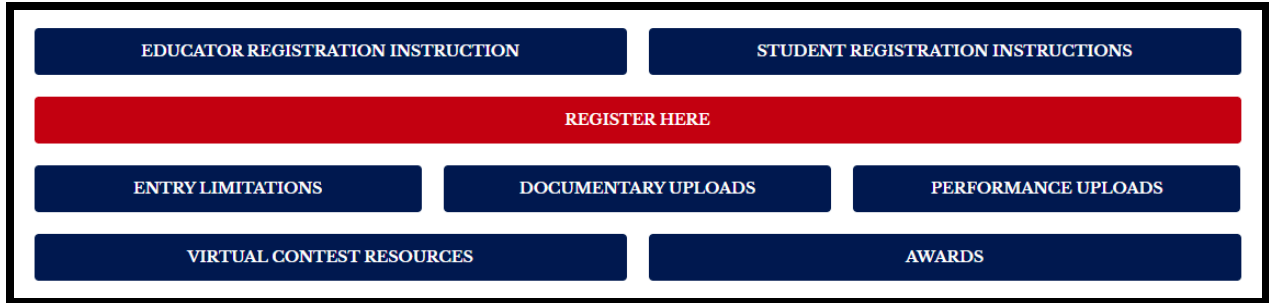 EDUCATOR REGISTRATION INSTRUCTION
STUDENT REGISTRATION INSTRUCTIONS
REGISTER HERE
ENTRY LIMITATIONS
DOCUMENTARY UPLOADS
PERFORMANCE UPLOADS
VIRTUAL CONTEST RESOURCES
AWARDS